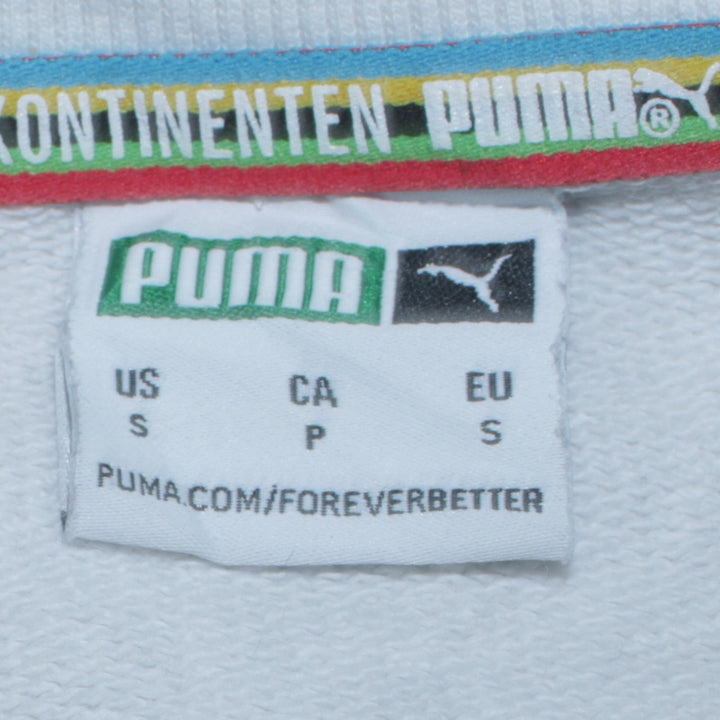 KONTINENTEN PUMA®
PUMA
US CA EU
S P S
PUMA.COM/FOREVERBETTER